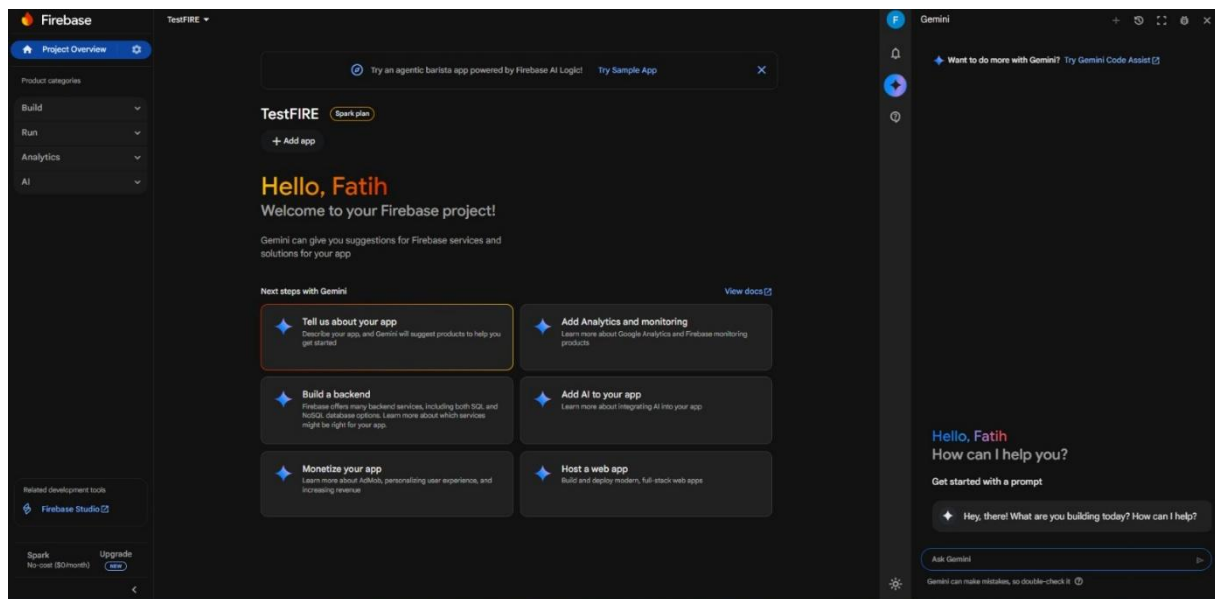 Firebase
Project Overview
Product categories
Build
Run
Analytics
AI
Related development tools
Firebase Studio
Spark
No-cost ($0/month)
Upgrade
NEW
TestFIRE
Try an agentic barista app powered by Firebase AI Logic! Try Sample App
TestFIRE Spark plan
+ Add app
Hello, Fatih
Welcome to your Firebase project!
Gemini can give you suggestions for Firebase services and
solutions for your app
Next steps with Gemini
View docs
Tell us about your app
Describe your app, and Gemini will suggest products to help you
get started
Add Analytics and monitoring
Learn more about Google Analytics and Firebase monitoring
products
Build a backend
Firebase offers many backend services, including both SQL and
NoSQL database options. Learn more about which services
might be right for your app.
Add AI to your app
Learn more about integrating AI into your app
Monetize your app
Learn more about AdMob, personalizing user experience, and
increasing revenue
Host a web app
Build and deploy modern, full-stack web apps
F
Gemini
Want to do more with Gemini? Try Gemini Code Assist
Hello, Fatih
How can I help you?
Get started with a prompt
Hey, there! What are you building today? How can I help?
Ask Gemini
Gemini can make mistakes, so double-check it